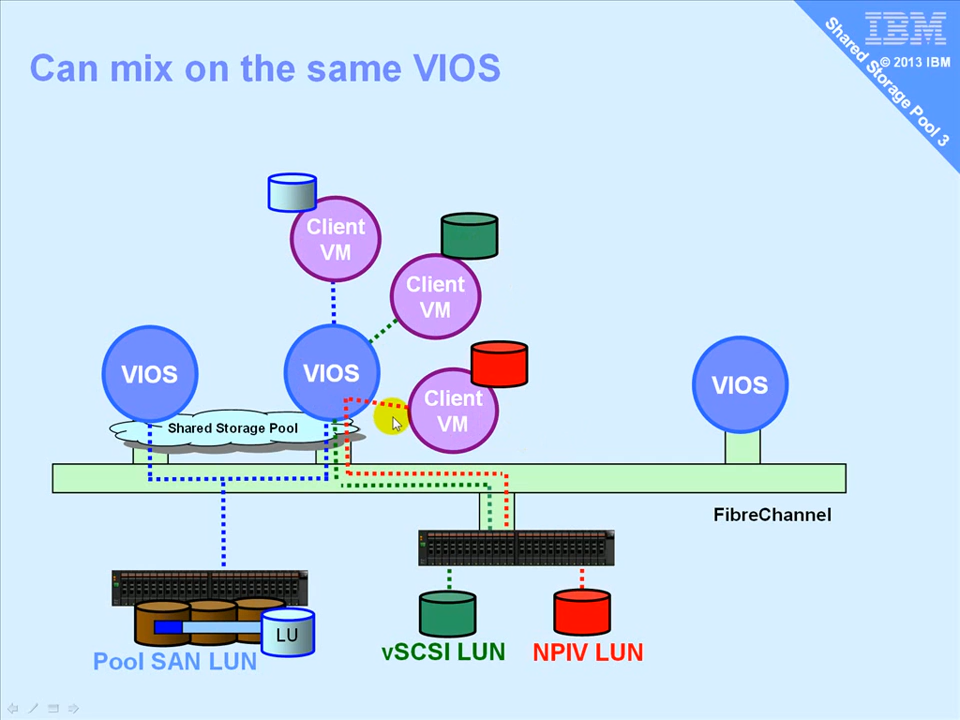 Can mix on the same VIOS
IBM
© 2013 IBM
Shared Storage Pool 3
Client
VM
Client
VM
VIOS
VIOS
Client
VM
VIOS
Shared Storage Pool
FibreChannel
LU
Pool SAN LUN
vSCSI LUN
NPIV LUN